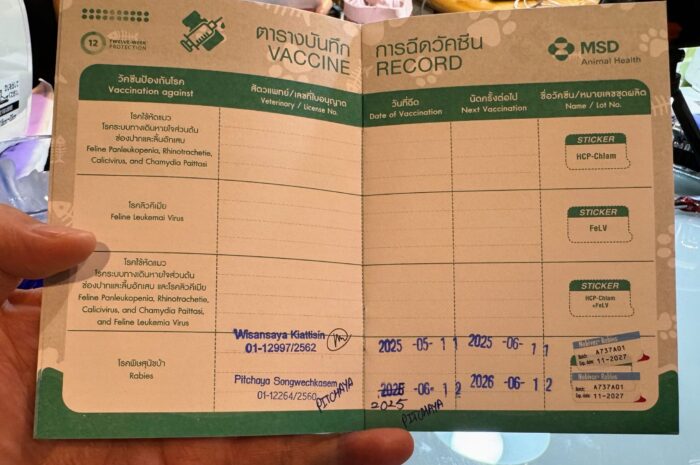 12 TWELVE-WEEK PROTECTION
ตารางบันทึก
VACCINE
การฉีดวัคซีน
RECORD
MSD
Animal Health
วัคซีนป้องกันโรค
Vaccination against
สัตวแพทย์/เลขที่ใบอนุญาต
Veterinary / License No.
วันที่ฉีด
Date of Vaccination
นัดครั้งต่อไป
Next Vaccination
ชื่อวัคซีน/หมายเลขชุดผลิต
Name / Lot No.
โรคไข้หัดแมว
โรคระบบทางเดินหายใจส่วนต้น
ช่องปากและลิ้นอักเสบ
Feline Panleukopenia, Rhinotrachetie,
Calicivirus, and Chamydia Paittasi
STICKER
HCP-Chlam
โรคลิวคีเมีย
Feline Leukemai Virus
STICKER
FeLV
โรคไข้หัดแมว
โรคระบบทางเดินหายใจส่วนต้น
ช่องปากและลิ้นอักเสบ และโรคลิวคีเมีย
Feline Panleukopenia, Rhinotrachetie,
Calicivirus, and Chamydia Paittasi,
and Feline Leukemia Virus
STICKER
HCP-Chlam
+FeLV
โรคพิษสุนัขบ้า
Rabies
Wisansaya Kiattisin
01-12997/2562
2025 -05- 1 1
2025 -06- 1 1
Nobivac Rabies
Batch: A737A01
Exp. date: 11-2027
Pitchaya Songwechkasem
01-12264/2560
PITCHAYA
2026 -06- 1 2
2025
PITCHAYA
2026 -06- 1 2
Nobivac Rabies
Batch: A737A01
Exp. date: 11-2027